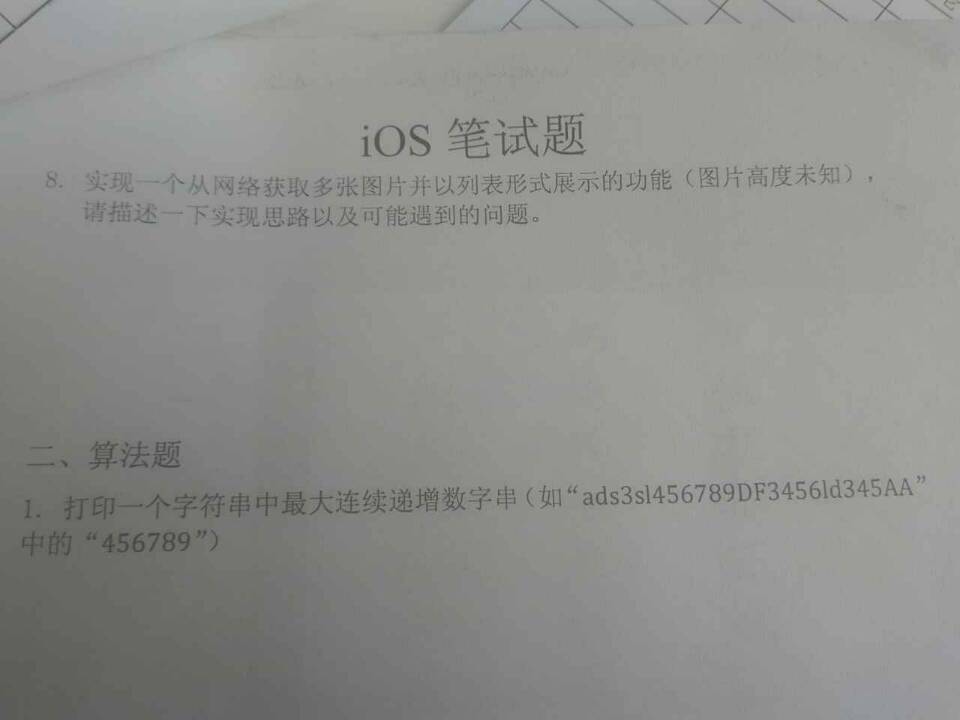 iOS 笔试题
8. 实现一个从网络获取多张图片并以列表形式展示的功能（图片高度未知），
请描述一下实现思路以及可能遇到的问题。
二、算法题
1. 打印一个字符串中最大连续递增数字串（如“ads3sl456789DF3456ld345AA”
中的“456789”）